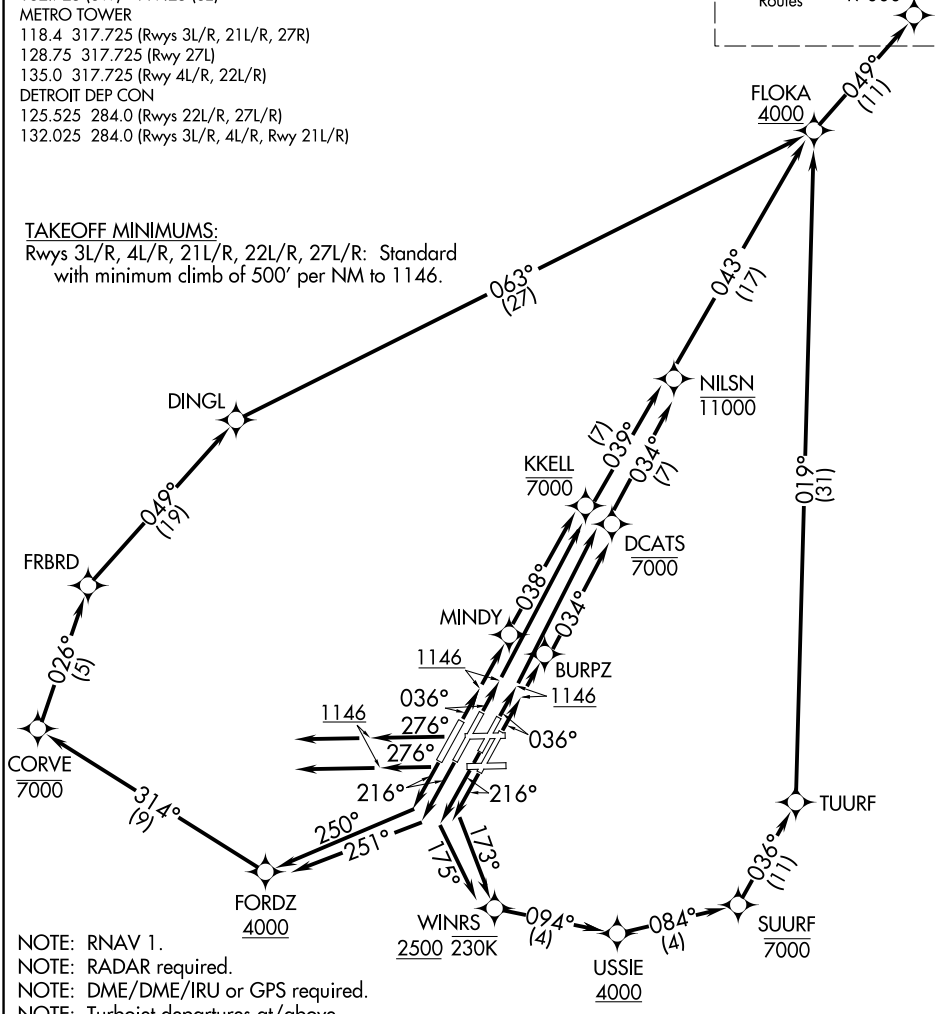 METRO TOWER
118.4 317.725 (Rwys 3L/R, 21L/R, 27R)
128.75 317.725 (Rwy 27L)
135.0 317.725 (Rwy 4L/R, 22L/R)
DETROIT DEP CON
125.525 284.0 (Rwys 22L/R, 27L/R)
132.025 284.0 (Rwys 3L/R, 4L/R, Rwy 21L/R)
Routes
049°
(11)
FLOKA
4000
TAKEOFF MINIMUMS:
Rwys 3L/R, 4L/R, 21L/R, 22L/R, 27L/R: Standard
with minimum climb of 500' per NM to 1146.
063°
(27)
043°
(17)
DINGL
NILSN
11000
(7)
039°
034°
(7)
KKELL
7000
019°
(31)
049°
(19)
DCATS
7000
FRBRD
038°
034°
MINDY
026°
(5)
1146
BURPZ
036°
1146
1146
276°
036°
276°
CORVE
7000
216°
216°
314°
(9)
TUURF
250°
251°
175°
173°
036°
(11)
FORDZ
4000
WINRS
2500 230K
094°
(4)
084°
(4)
SUURF
7000
USSIE
4000
NOTE: RNAV 1.
NOTE: RADAR required.
NOTE: DME/DME/IRU or GPS required.
NOTE: Turbojet departures at/above